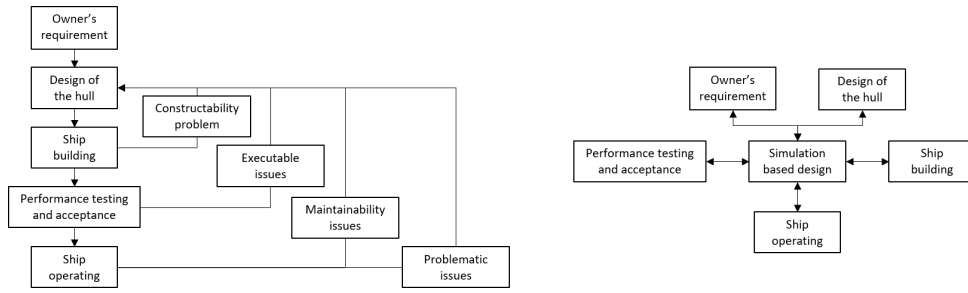 Owner's
requirement
Design of
the hull
Constructability
problem
Ship
building
Executable
issues
Performance testing
and acceptance
Maintainability
issues
Ship
operating
Problematic
issues
Owner's
requirement
Design of
the hull
Performance testing
and acceptance
Simulation
based design
Ship
building
Ship
operating